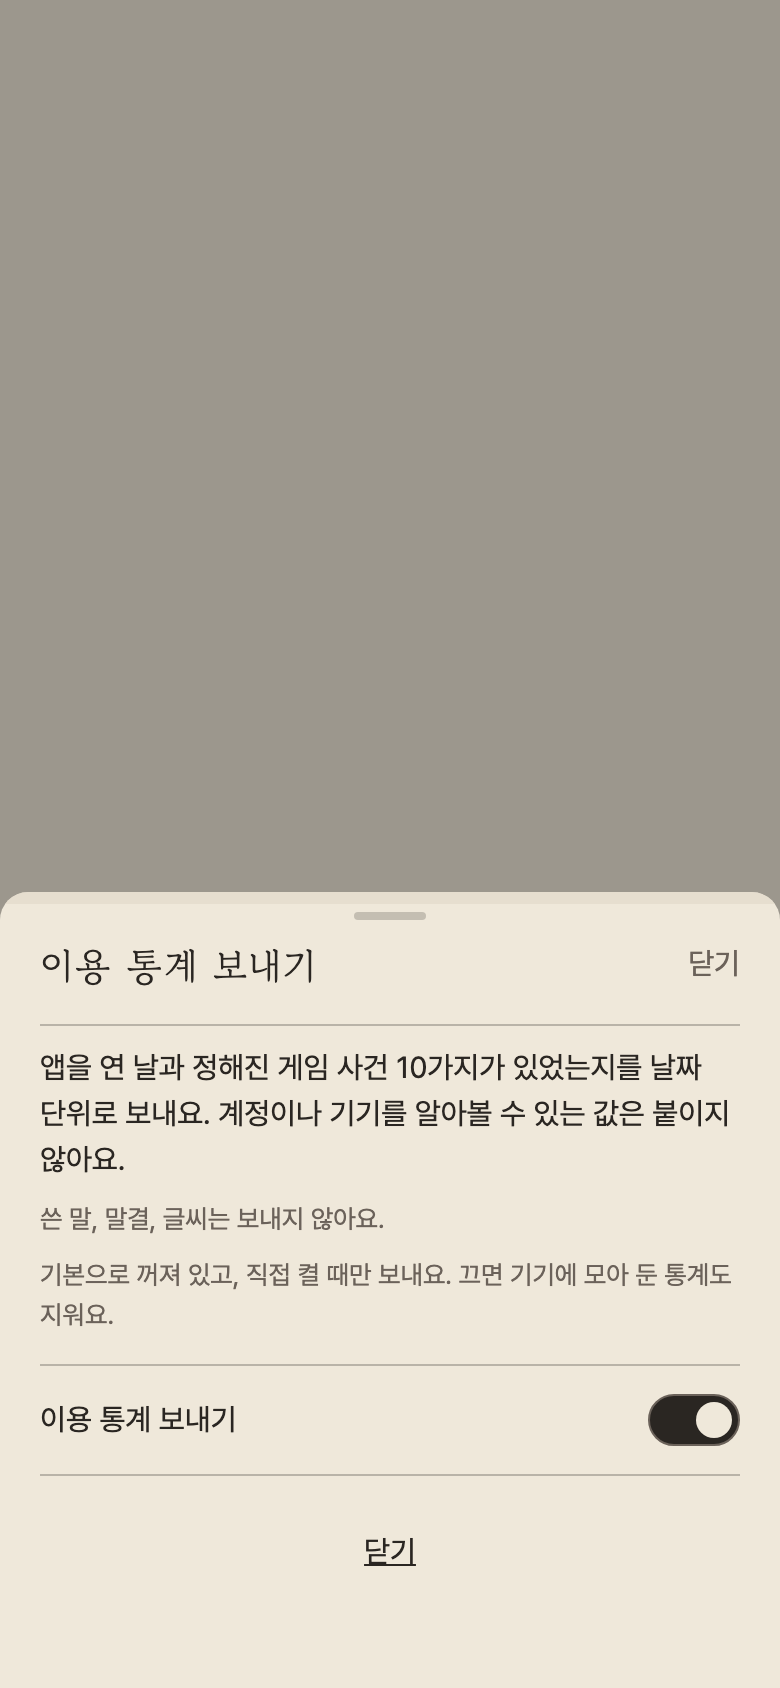 이용 통계 보내기
닫기
앱을 연 날과 정해진 게임 사건 10가지가 있었는지를 날짜
단위로 보내요. 계정이나 기기를 알아볼 수 있는 값은 붙이지
않아요.
쓴 말, 말결, 글씨는 보내지 않아요.
기본으로 꺼져 있고, 직접 켤 때만 보내요. 끄면 기기에 모아 둔 통계도
지워요.
이용 통계 보내기
닫기